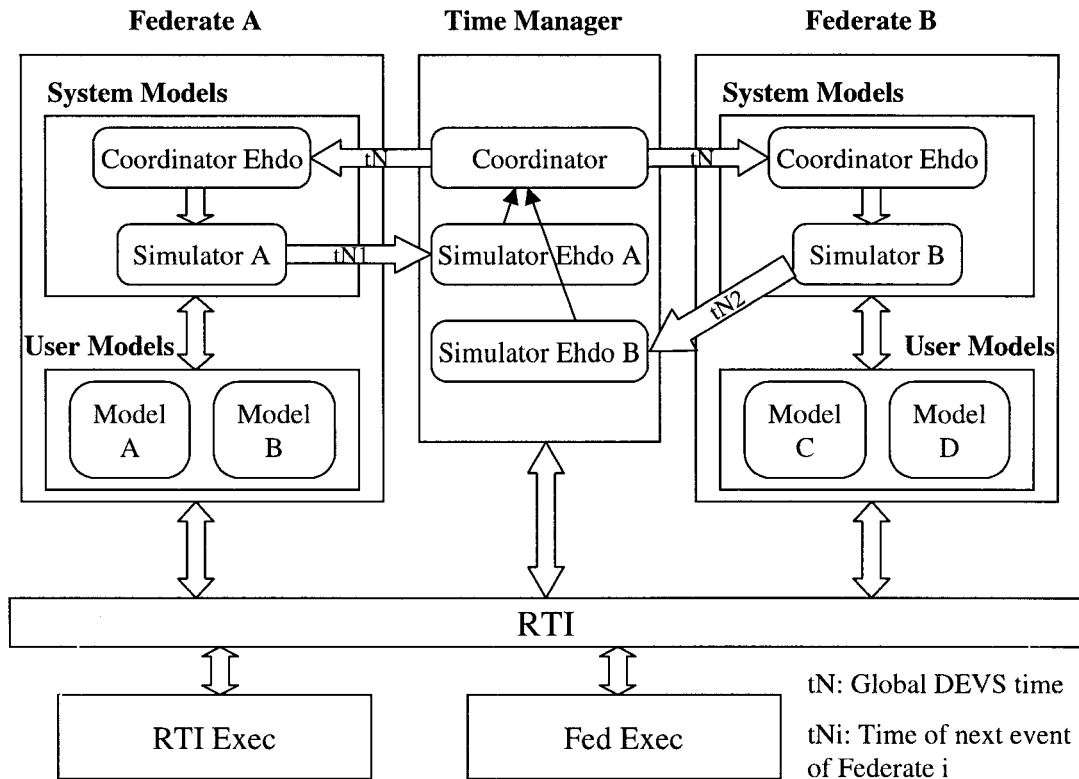 Federate A
Time Manager
Federate B
System Models
System Models
Coordinator Ehdo
tN
Coordinator
tN
Coordinator Ehdo
Simulator A
tN1
Simulator Ehdo A
Simulator B
tN2
User Models
Simulator Ehdo B
User Models
Model
A
Model
B
Model
C
Model
D
RTI
RTI Exec
Fed Exec
tN: Global DEVS time
tNi: Time of next event
of Federate i